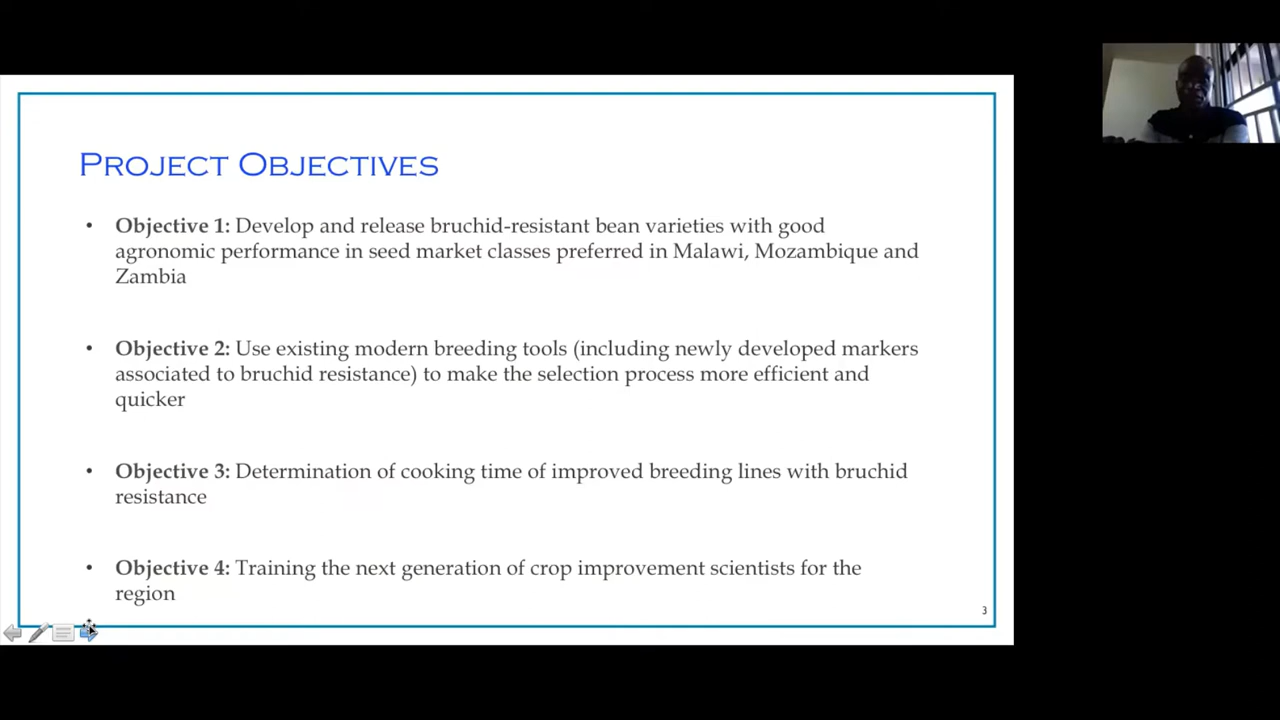 PROJECT OBJECTIVES
• Objective 1: Develop and release bruchid-resistant bean varieties with good
agronomic performance in seed market classes preferred in Malawi, Mozambique and
Zambia
• Objective 2: Use existing modern breeding tools (including newly developed markers
associated to bruchid resistance) to make the selection process more efficient and
quicker
• Objective 3: Determination of cooking time of improved breeding lines with bruchid
resistance
• Objective 4: Training the next generation of crop improvement scientists for the
region
3